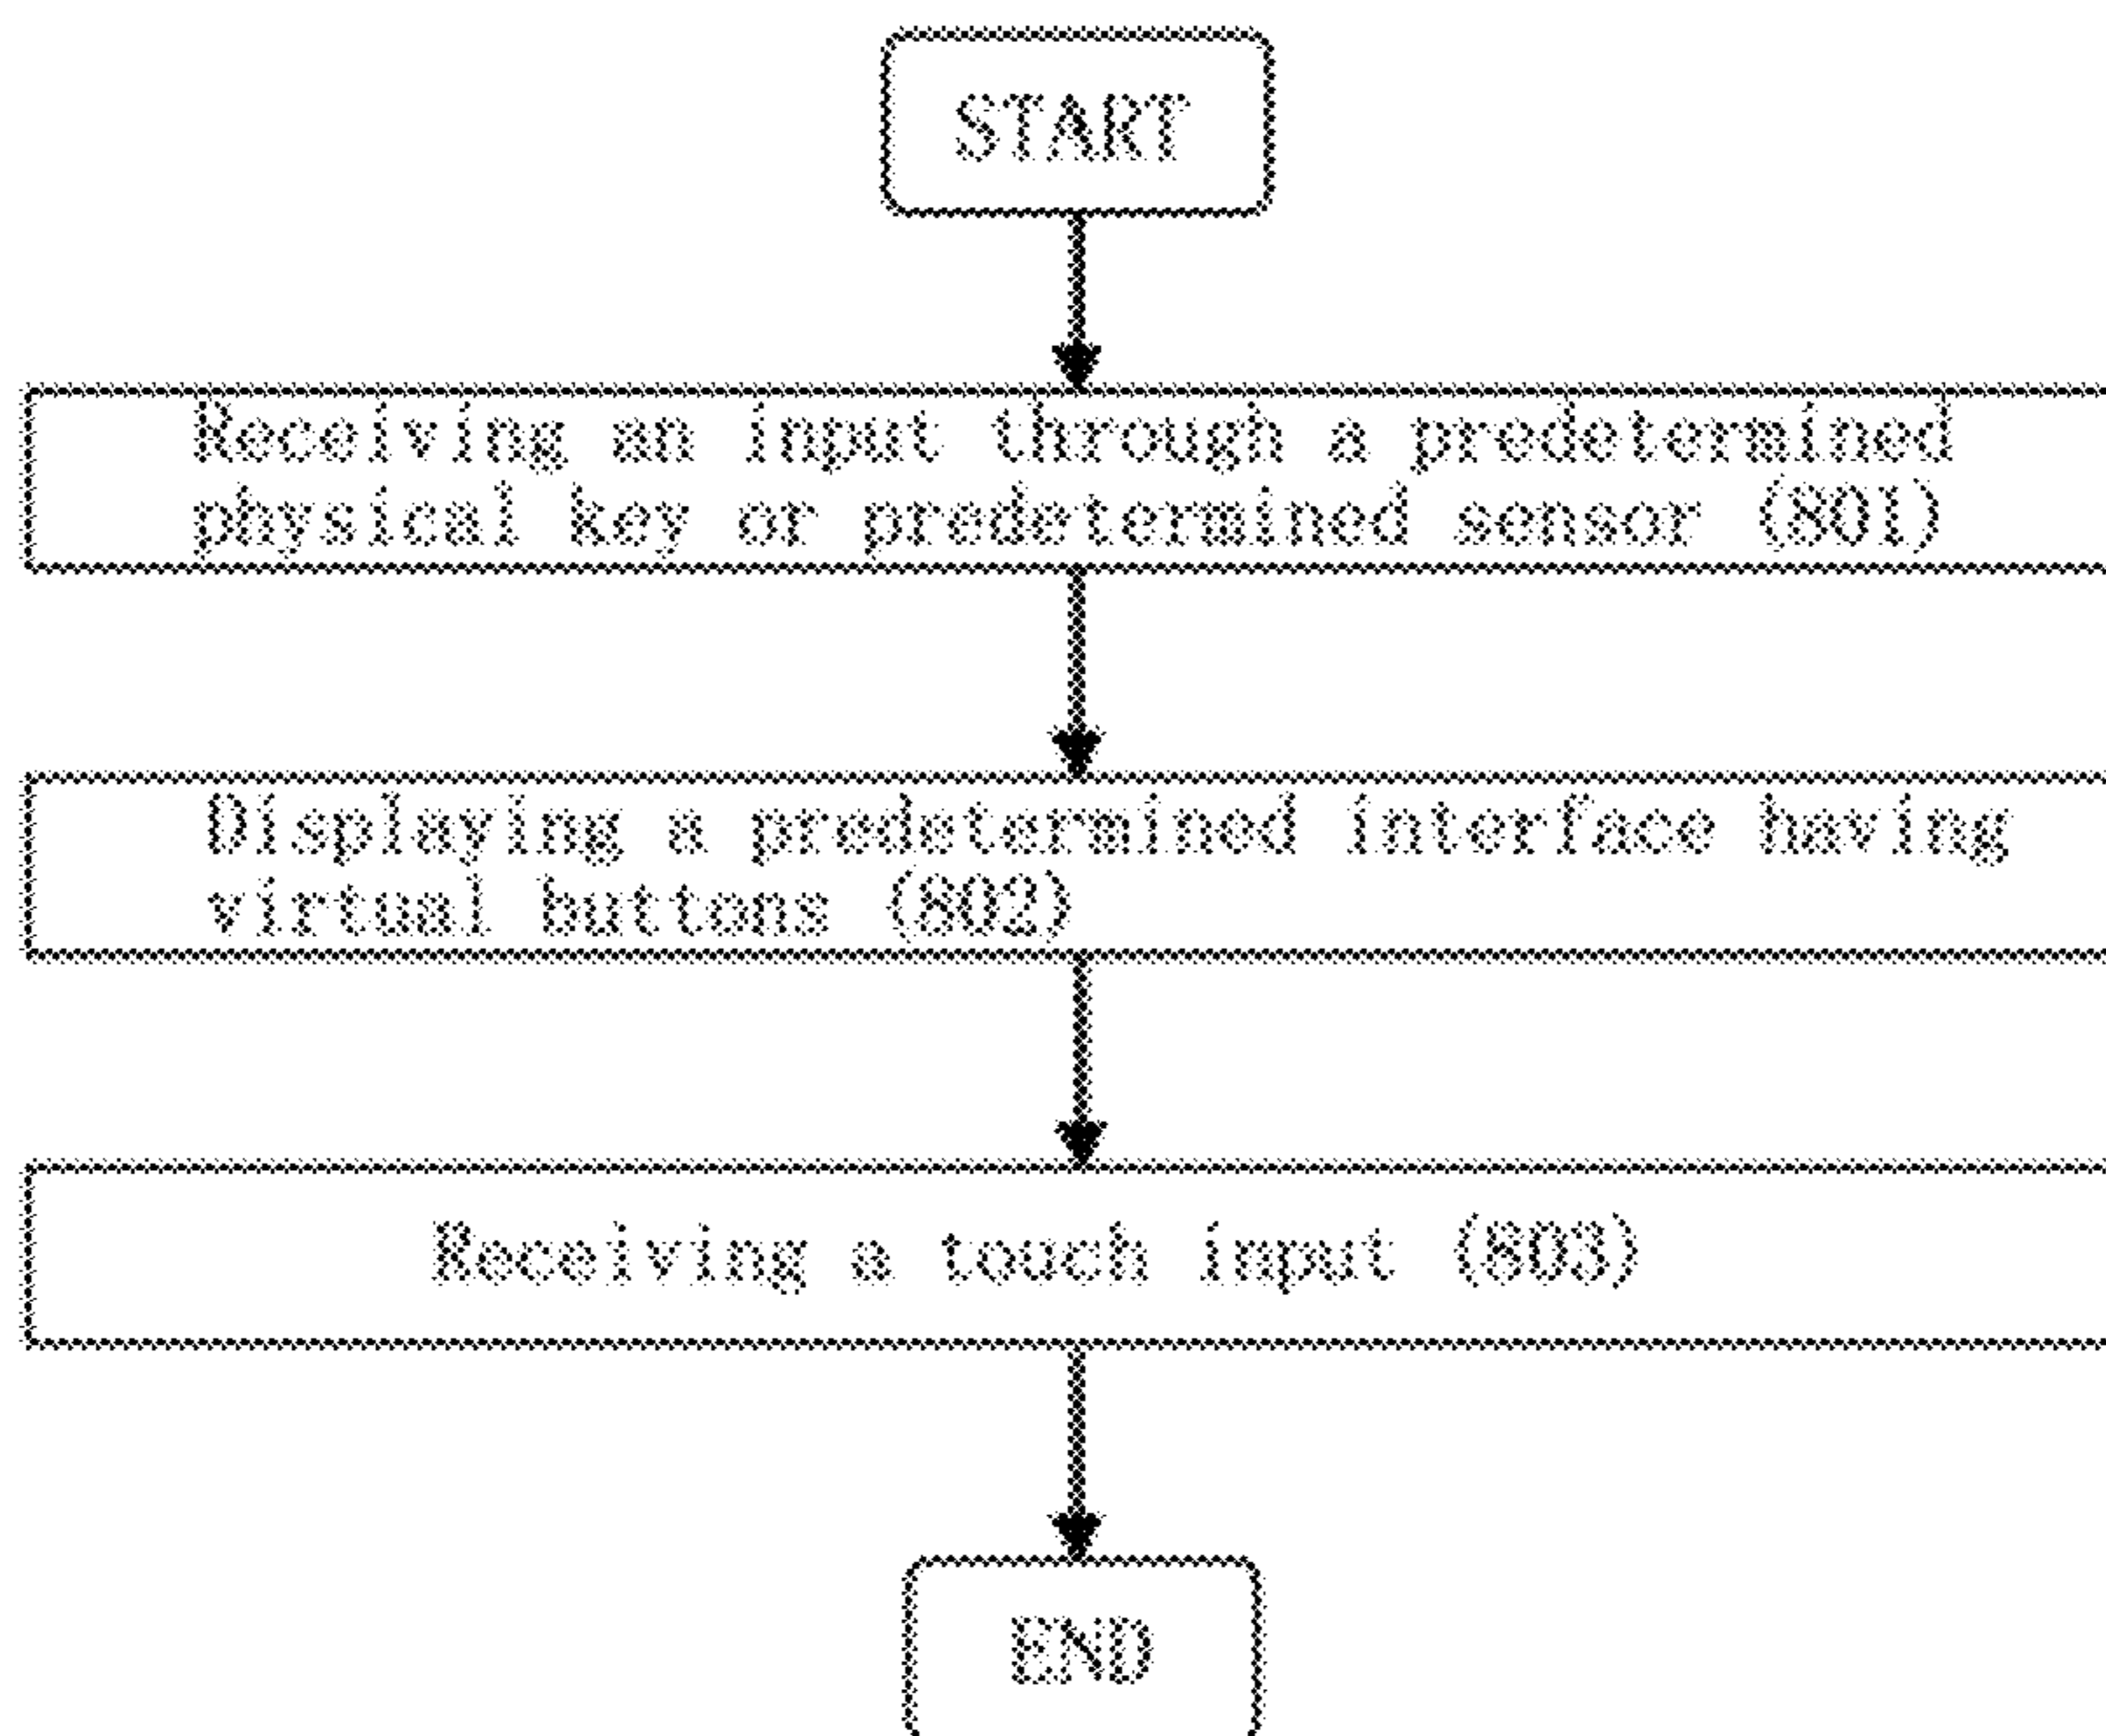 START
Receiving an input through a predetermined
physical key or predetermined sensor (801)
Displaying a predetermined interface having
virtual buttons (802)
Receiving a touch input (803)
END